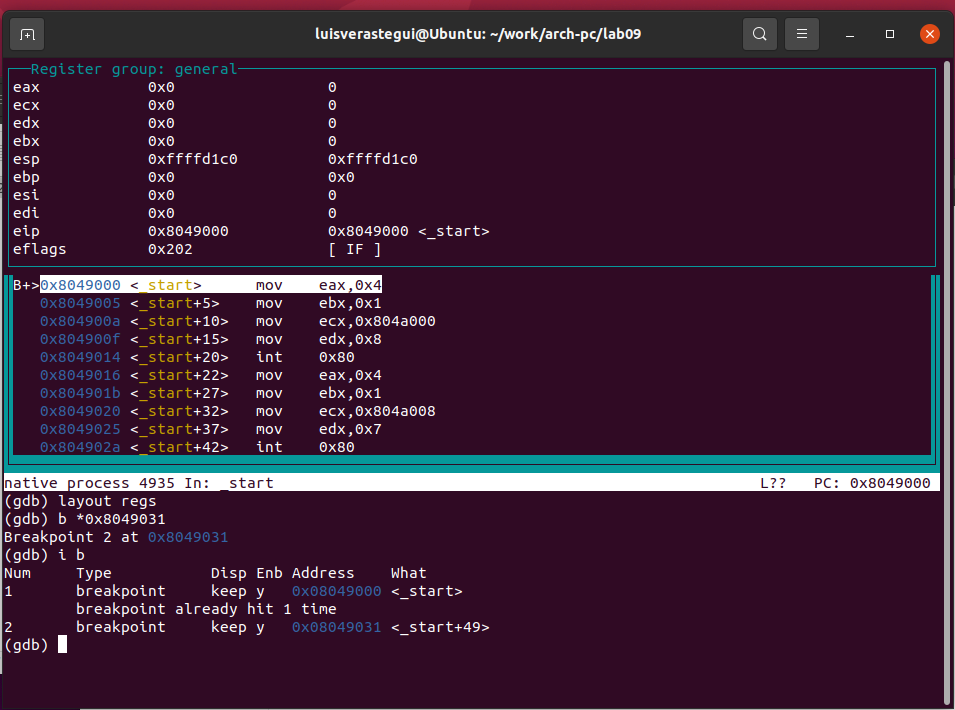 luisverastegui@Ubuntu: ~/work/arch-pc/lab09
Register group: general
eax 0x0 0
ecx 0x0 0
edx 0x0 0
ebx 0x0 0
esp 0xffffd1c0 0xffffd1c0
ebp 0x0 0x0
esi 0x0 0
edi 0x0 0
eip 0x8049000 0x8049000 <_start>
eflags 0x202 [ IF ]
B+>0x8049000 <_start> mov eax,0x4
0x8049005 <_start+5> mov ebx,0x1
0x804900a <_start+10> mov ecx,0x804a000
0x804900f <_start+15> mov edx,0x8
0x8049014 <_start+20> int 0x80
0x8049016 <_start+22> mov eax,0x4
0x804901b <_start+27> mov ebx,0x1
0x8049020 <_start+32> mov ecx,0x804a008
0x8049025 <_start+37> mov edx,0x7
0x804902a <_start+42> int 0x80
native process 4935 In: _start L?? PC: 0x8049000
(gdb) layout regs
(gdb) b *0x8049031
Breakpoint 2 at 0x8049031
(gdb) i b
Num Type Disp Enb Address What
1 breakpoint keep y 0x08049000 <_start>
breakpoint already hit 1 time
2 breakpoint keep y 0x08049031 <_start+49>
(gdb)